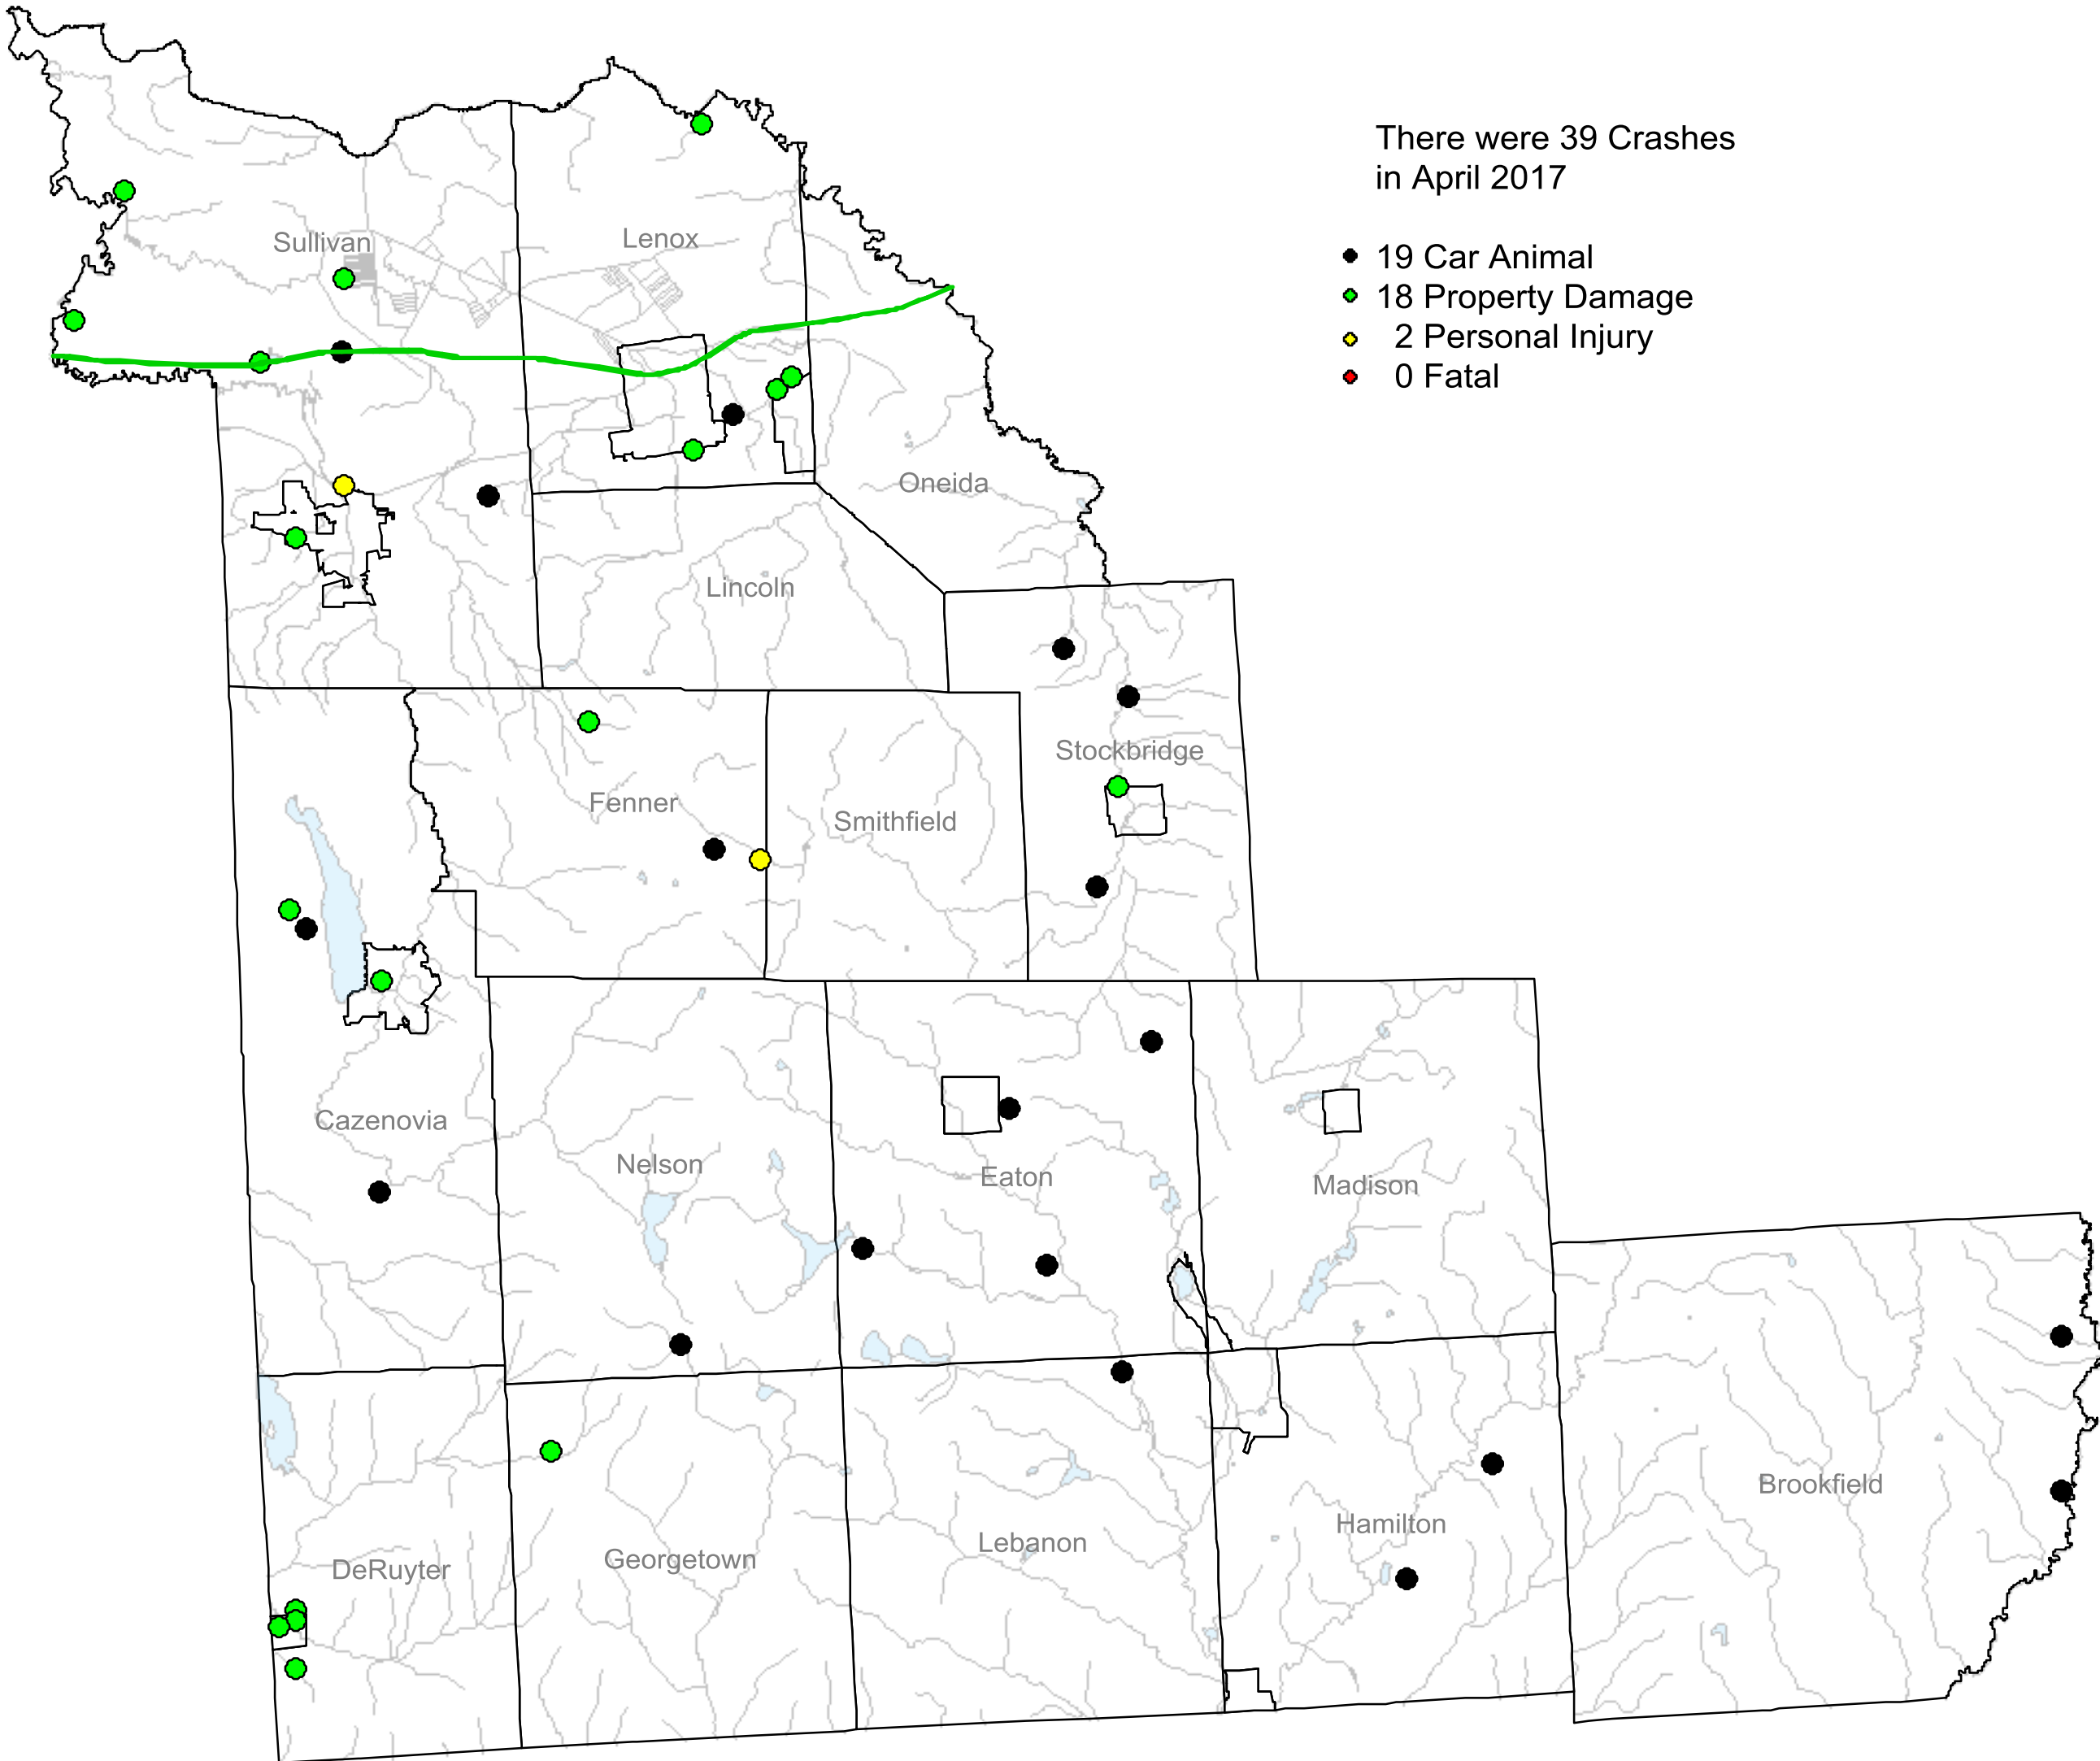 There were 39 Crashes
in April 2017
19 Car Animal
18 Property Damage
2 Personal Injury
0 Fatal
Sullivan
Lenox
Oneida
Lincoln
Stockbridge
Fenner
Smithfield
Cazenovia
Nelson
Eaton
Madison
Brookfield
Hamilton
Lebanon
Georgetown
DeRuyter